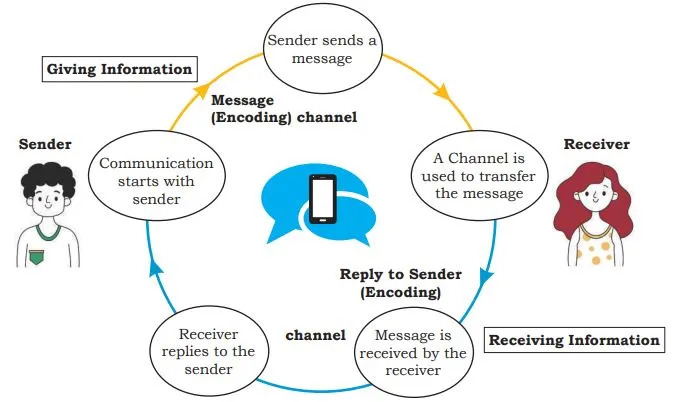 Sender sends a
message
Giving Information
Message
(Encoding) channel
Sender
Communication
starts with
sender
A Channel is
used to transfer
the message
Receiver
Reply to Sender
(Encoding)
Receiver
replies to the
sender
channel
Message is
received by the
receiver
Receiving Information